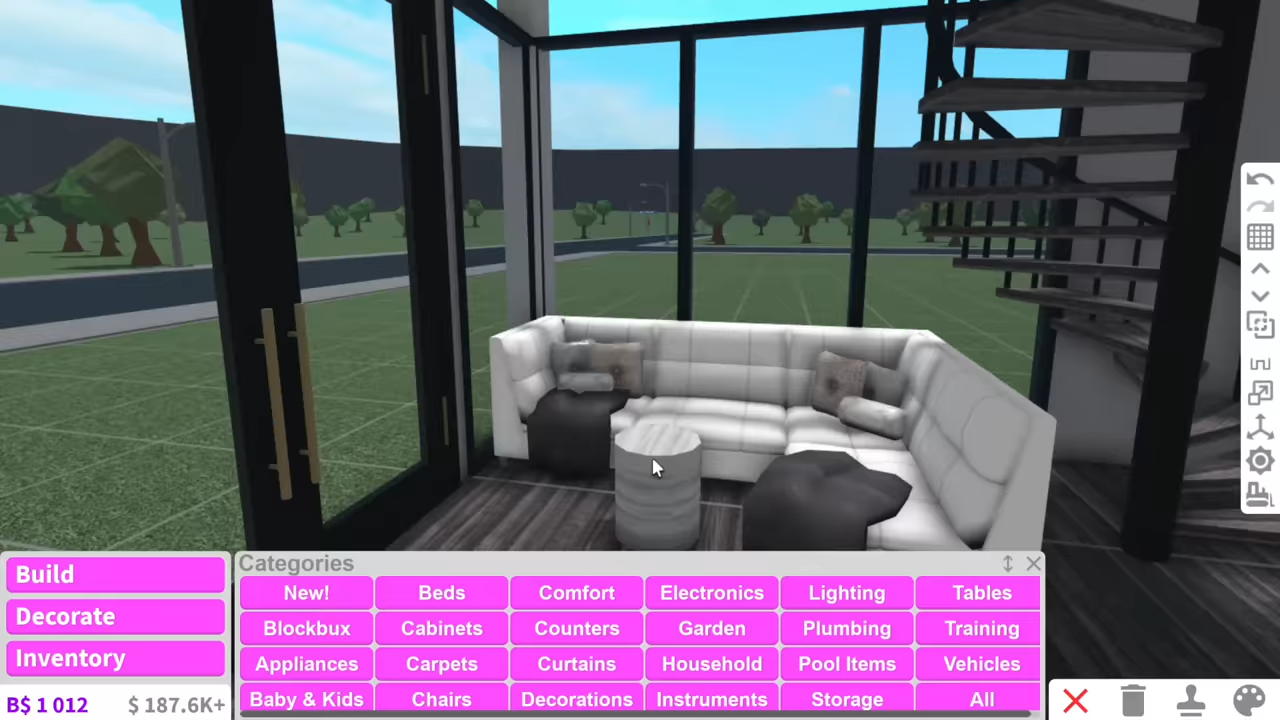 Build
Decorate
Inventory
B$ 1 012 $ 187.6K+
Categories
New! Beds Comfort Electronics Lighting Tables
Blockbux Cabinets Counters Garden Plumbing Training
Appliances Carpets Curtains Household Pool Items Vehicles
Baby & Kids Chairs Decorations Instruments Storage All